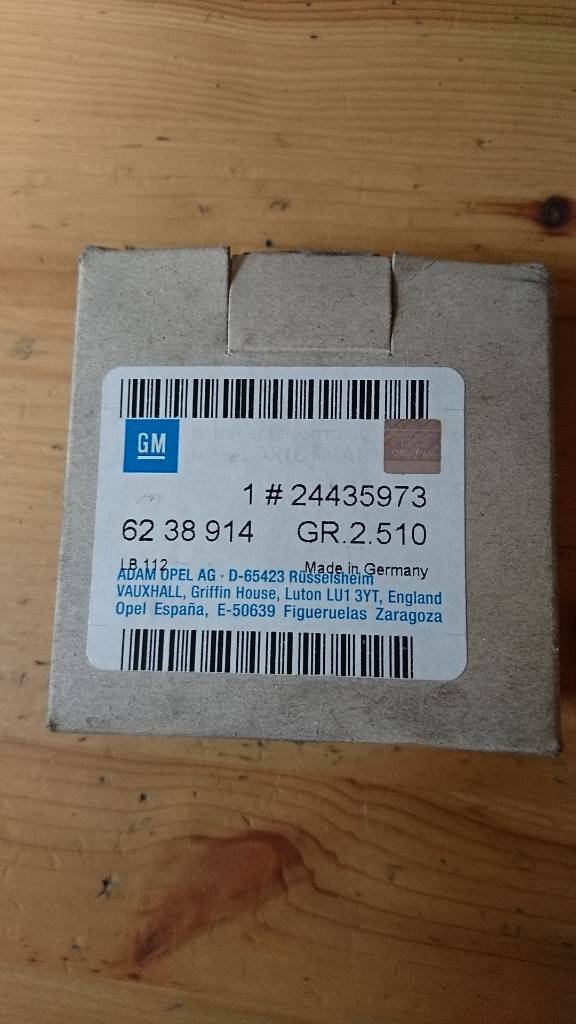 GM
ORIGIN
1 # 24435973
62 38 914 GR.2.510
LB.112 Made in Germany
ADAM OPEL AG · D-65423 Rüsselsheim
VAUXHALL, Griffin House, Luton LU1 3YT, England
Opel España, E-50639 Figueruelas Zaragoza